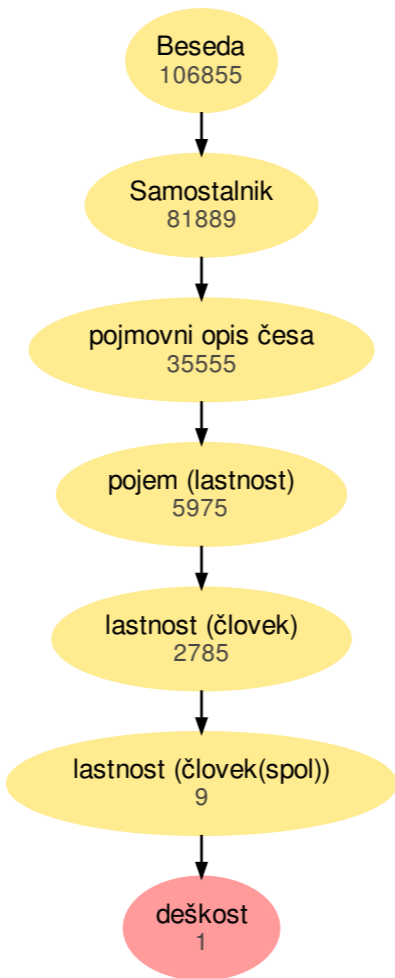 Beseda
106855
Samostalnik
81889
pojmovni opis česa
35555
pojem (lastnost)
5975
lastnost (človek)
2785
lastnost (človek(spol))
9
deškost
1